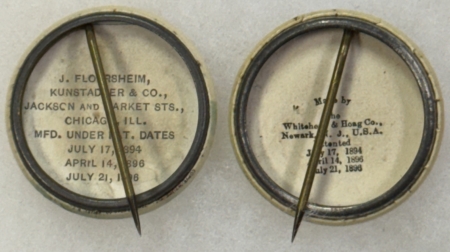 J. FLORSHEIM,
KUNSTADTER & CO.,
JACKSON AND MARKET STS.,
CHICAGO, ILL.
MFD. UNDER PAT. DATES
JULY 17, 1894
APRIL 14, 1896
JULY 21, 1896
Made by
The
Whitehead & Hoag Co.,
Newark, N. J., U.S.A.
Patented
July 17, 1894
April 14, 1896
July 21, 1896